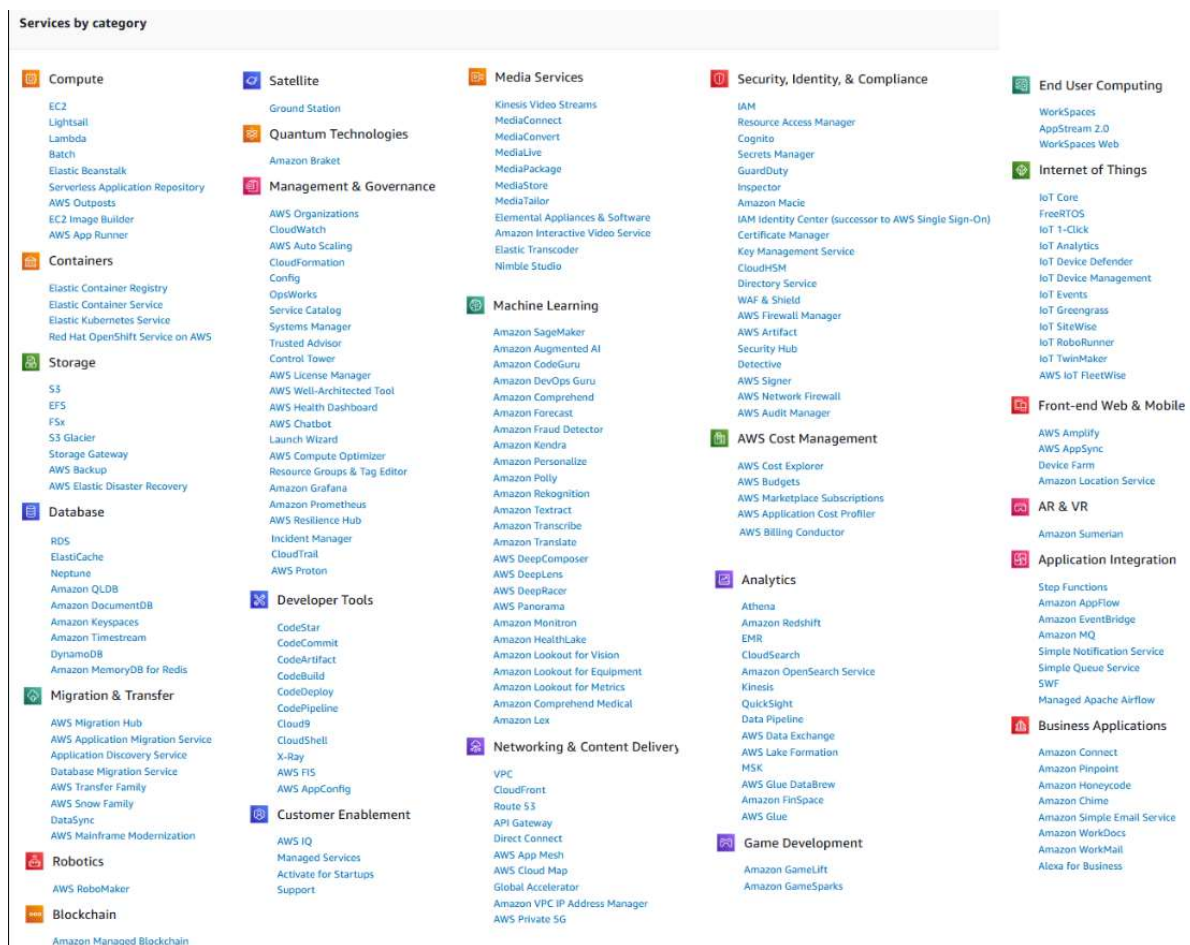 Services by category
Compute
EC2
Lightsail
Lambda
Batch
Elastic Beanstalk
Serverless Application Repository
AWS Outposts
EC2 Image Builder
AWS App Runner
Containers
Elastic Container Registry
Elastic Container Service
Elastic Kubernetes Service
Red Hat OpenShift Service on AWS
Storage
S3
EFS
FSx
S3 Glacier
Storage Gateway
AWS Backup
AWS Elastic Disaster Recovery
Database
RDS
ElastiCache
Neptune
Amazon QLDB
Amazon DocumentDB
Amazon Keyspaces
Amazon Timestream
DynamoDB
Amazon MemoryDB for Redis
Migration & Transfer
AWS Migration Hub
AWS Application Migration Service
Application Discovery Service
Database Migration Service
AWS Transfer Family
AWS Snow Family
DataSync
AWS Mainframe Modernization
Robotics
AWS RoboMaker
Blockchain
Amazon Managed Blockchain
Satellite
Ground Station
Quantum Technologies
Amazon Braket
Management & Governance
AWS Organizations
CloudWatch
AWS Auto Scaling
CloudFormation
Config
OpsWorks
Service Catalog
Systems Manager
Trusted Advisor
Control Tower
AWS License Manager
AWS Well-Architected Tool
AWS Health Dashboard
AWS Chatbot
Launch Wizard
AWS Compute Optimizer
Resource Groups & Tag Editor
Amazon Grafana
Amazon Prometheus
AWS Resilience Hub
Incident Manager
CloudTrail
AWS Proton
Developer Tools
CodeStar
CodeCommit
CodeArtifact
CodeBuild
CodeDeploy
CodePipeline
Cloud9
CloudShell
X-Ray
AWS FIS
AWS AppConfig
Customer Enablement
AWS IQ
Managed Services
Activate for Startups
Support
Media Services
Kinesis Video Streams
MediaConnect
MediaConvert
MediaLive
MediaPackage
MediaStore
MediaTailor
Elemental Appliances & Software
Amazon Interactive Video Service
Elastic Transcoder
Nimble Studio
Machine Learning
Amazon SageMaker
Amazon Augmented AI
Amazon CodeGuru
Amazon DevOps Guru
Amazon Comprehend
Amazon Forecast
Amazon Fraud Detector
Amazon Kendra
Amazon Personalize
Amazon Polly
Amazon Rekognition
Amazon Textract
Amazon Transcribe
Amazon Translate
AWS DeepComposer
AWS DeepLens
AWS DeepRacer
AWS Panorama
Amazon Monitron
Amazon HealthLake
Amazon Lookout for Vision
Amazon Lookout for Equipment
Amazon Lookout for Metrics
Amazon Comprehend Medical
Amazon Lex
Networking & Content Delivery
VPC
CloudFront
Route 53
API Gateway
Direct Connect
AWS App Mesh
AWS Cloud Map
Global Accelerator
Amazon VPC IP Address Manager
AWS Private 5G
Security, Identity, & Compliance
IAM
Resource Access Manager
Cognito
Secrets Manager
GuardDuty
Inspector
Amazon Macie
IAM Identity Center (successor to AWS Single Sign-On)
Certificate Manager
Key Management Service
CloudHSM
Directory Service
WAF & Shield
AWS Firewall Manager
AWS Artifact
Security Hub
Detective
AWS Signer
AWS Network Firewall
AWS Audit Manager
AWS Cost Management
AWS Cost Explorer
AWS Budgets
AWS Marketplace Subscriptions
AWS Application Cost Profiler
AWS Billing Conductor
Analytics
Athena
Amazon Redshift
EMR
CloudSearch
Amazon OpenSearch Service
Kinesis
QuickSight
Data Pipeline
AWS Data Exchange
AWS Lake Formation
MSK
AWS Glue DataBrew
Amazon FinSpace
AWS Glue
Game Development
Amazon GameLift
Amazon GameSparks
End User Computing
WorkSpaces
AppStream 2.0
WorkSpaces Web
Internet of Things
IoT Core
FreeRTOS
IoT 1-Click
IoT Analytics
IoT Device Defender
IoT Device Management
IoT Events
IoT Greengrass
IoT SiteWise
IoT RoboRunner
IoT TwinMaker
AWS IoT FleetWise
Front-end Web & Mobile
AWS Amplify
AWS AppSync
Device Farm
Amazon Location Service
AR & VR
Amazon Sumerian
Application Integration
Step Functions
Amazon AppFlow
Amazon EventBridge
Amazon MQ
Simple Notification Service
Simple Queue Service
SWF
Managed Apache Airflow
Business Applications
Amazon Connect
Amazon Pinpoint
Amazon Honeycode
Amazon Chime
Amazon Simple Email Service
Amazon WorkDocs
Amazon WorkMail
Alexa for Business